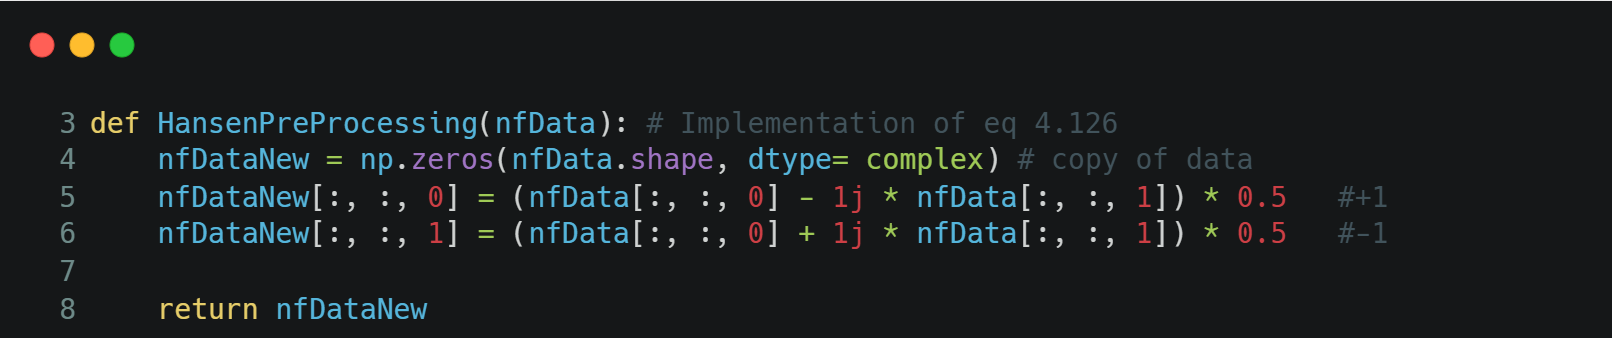 3 def HansenPreProcessing(nfData): # Implementation of eq 4.126
4     nfDataNew = np.zeros(nfData.shape, dtype= complex) # copy of data
5     nfDataNew[:, :, 0] = (nfData[:, :, 0] - 1j * nfData[:, :, 1]) * 0.5   #+1
6     nfDataNew[:, :, 1] = (nfData[:, :, 0] + 1j * nfData[:, :, 1]) * 0.5   #-1
7
8     return nfDataNew